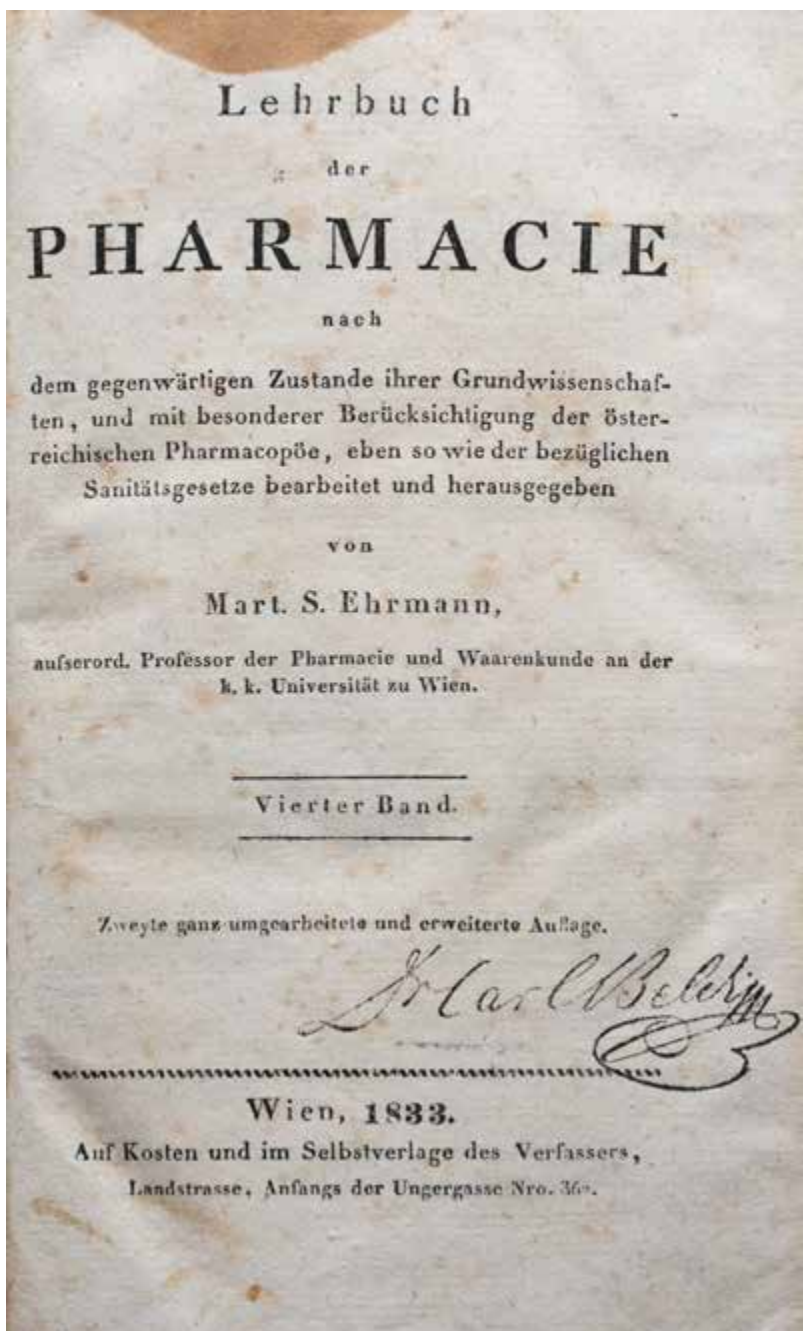 Lehrbuch
der
PHARMACIE
nach
dem gegenwärtigen Zustande ihrer Grundwissenschaf-
ten, und mit besonderer Berücksichtigung der öster-
reichischen Pharmacopöe, eben so wie der bezüglichen
Sanitätsgesetze bearbeitet und herausgegeben
von
Mart. S. Ehrmann,
aufserord. Professor der Pharmacie und Waarenkunde an der
k. k. Universität zu Wien.
Vierter Band.
Zweyte ganz umgearbeitete und erweiterte Auflage.
Dr Carl
Wien, 1833.
Auf Kosten und im Selbstverlage des Verfassers,
Landstrasse, Anfangs der Ungergasse Nro.